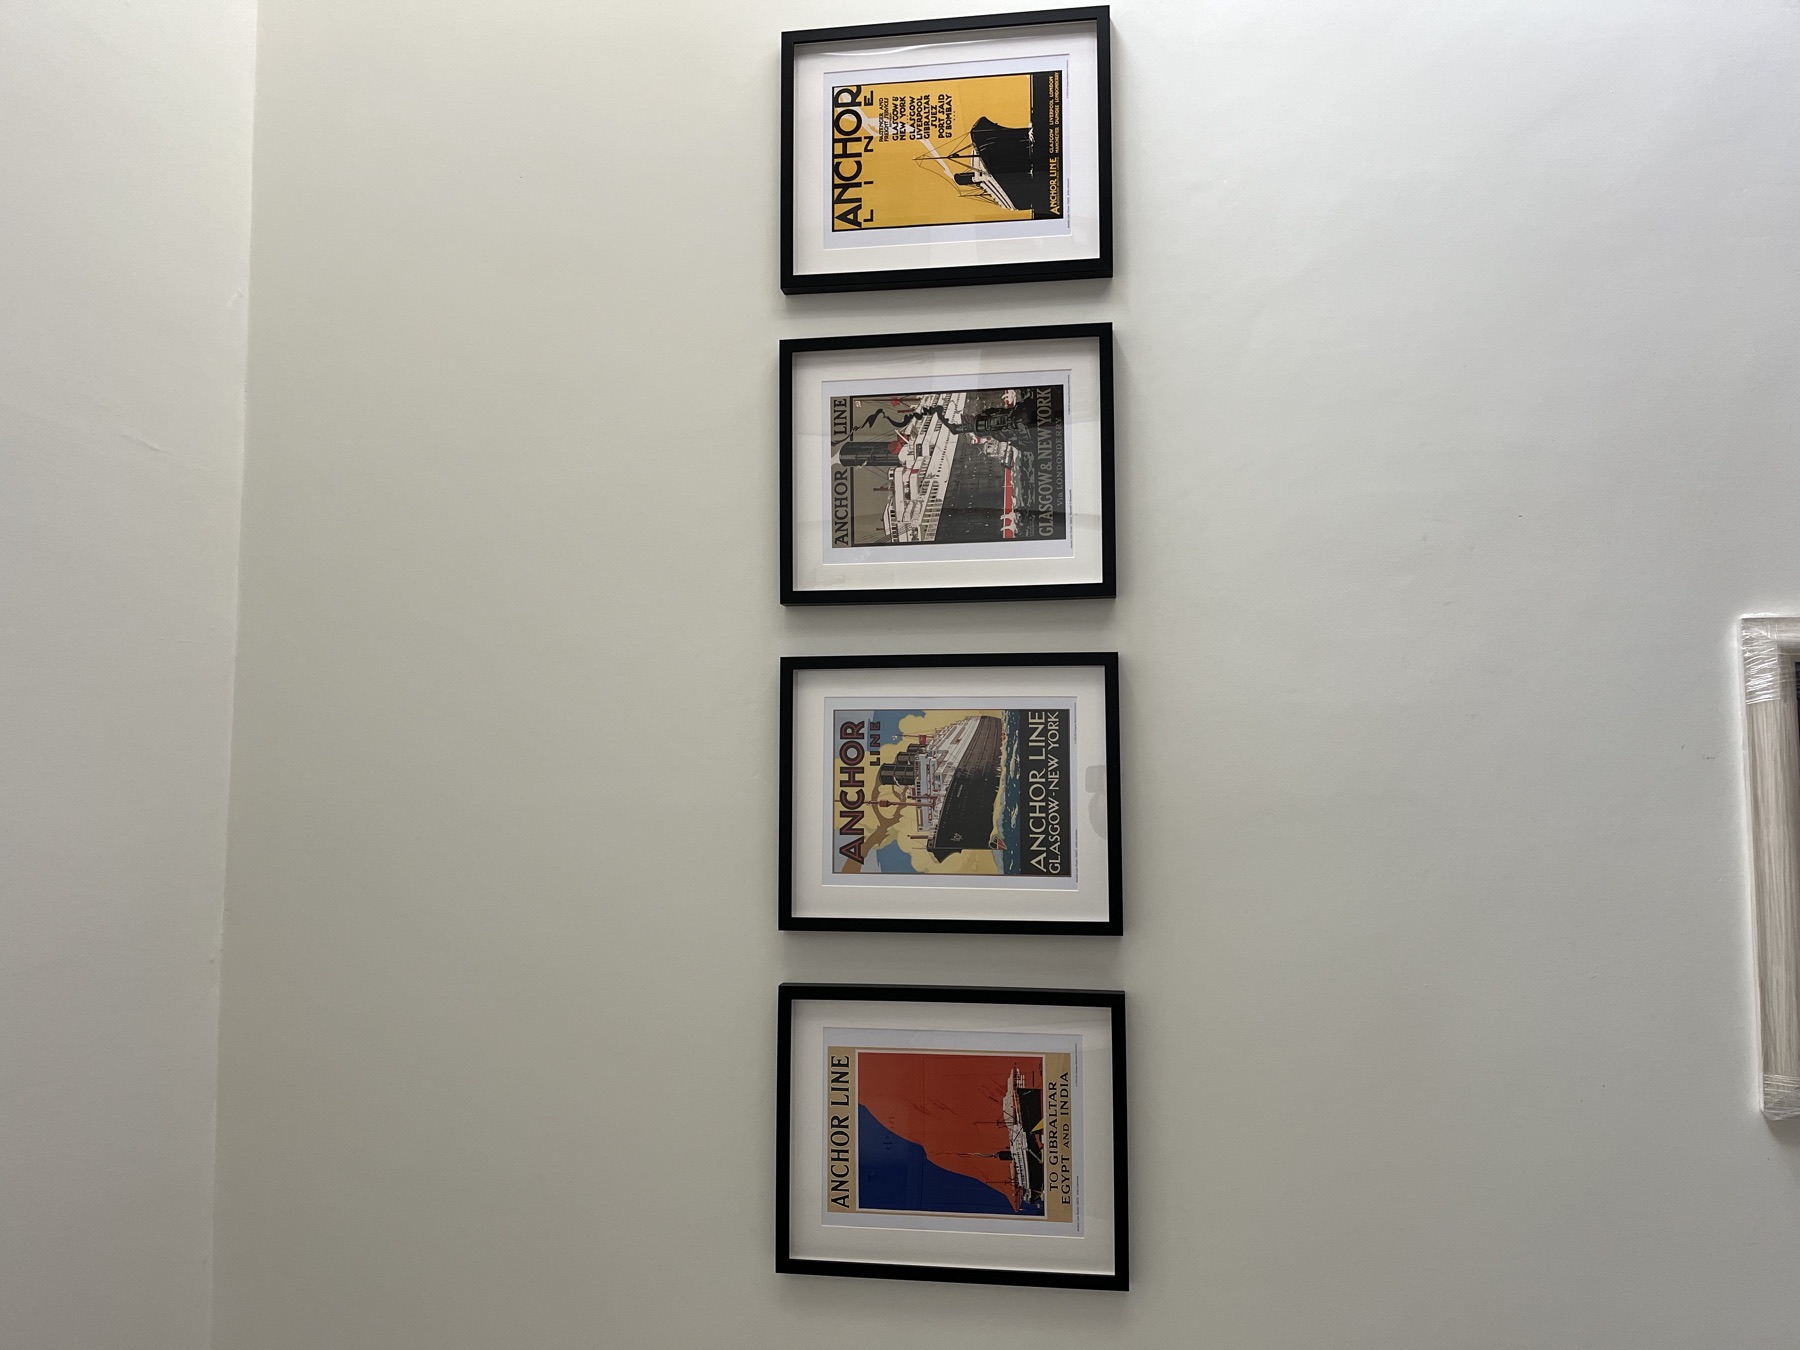 ANCHOR LINE
TO GIBRALTAR
EGYPT AND INDIA
ANCHOR
LINE
ANCHOR LINE
GLASGOW-NEW YORK
ANCHOR LINE
GLASGOW & NEW YORK
Via LONDONDERRY
ANCHOR
LINE
PASSENGER AND
FREIGHT SERVICES
GLASGOW &
NEW YORK
GLASGOW
LIVERPOOL
GIBRALTAR
SUEZ
PORT SAID
& BOMBAY
ANCHOR LINE
GLASGOW LIVERPOOL LONDON
MANCHESTER DUNDEE LONDONDERRY